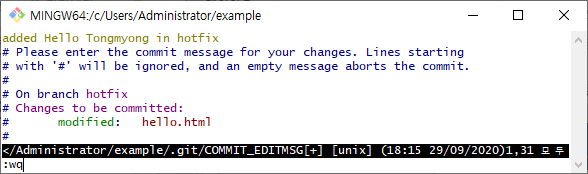 MINGW64:/c/Users/Administrator/example
added Hello Tongmyong in hotfix
# Please enter the commit message for your changes. Lines starting
# with '#' will be ignored, and an empty message aborts the commit.
#
# On branch hotfix
# Changes to be committed:
#       modified:   hello.html
#
</Administrator/example/.git/COMMIT_EDITMSG[+] [unix] (18:15 29/09/2020)1,31 모두
:wq